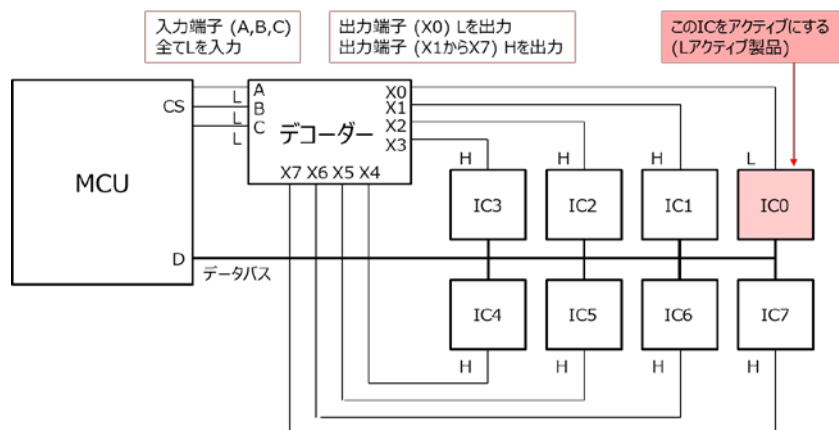 入力端子 (A,B,C)
全てLを入力
出力端子 (X0) Lを出力
出力端子 (X1からX7) Hを出力
このICをアクティブにする
(Lアクティブ製品)
MCU
CS
D
L
L
L
A
B
C
デコーダー
X0
X1
X2
X3
X7 X6 X5 X4
データバス
H
H
H
L
IC3
IC2
IC1
IC0
IC4
IC5
IC6
IC7
H
H
H
H